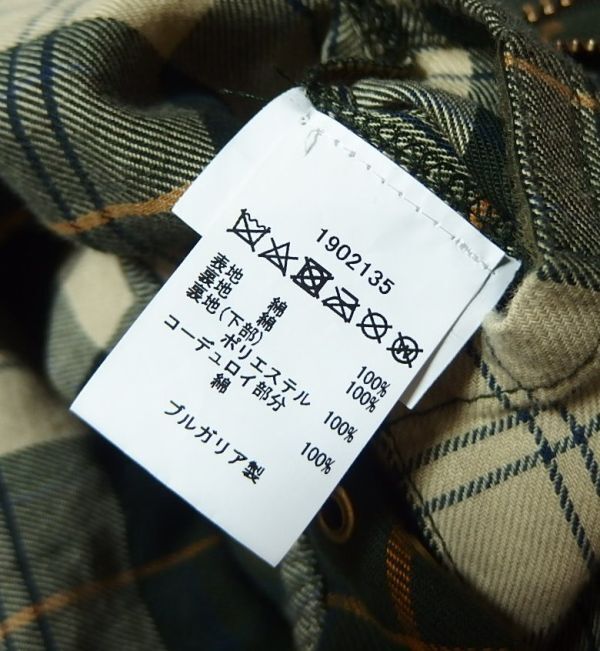 1902135
表地 綿 100%
裏地 綿 100%
裏地(下部)
ポリエステル 100%
コーデュロイ部分
綿 100%
ブルガリア製